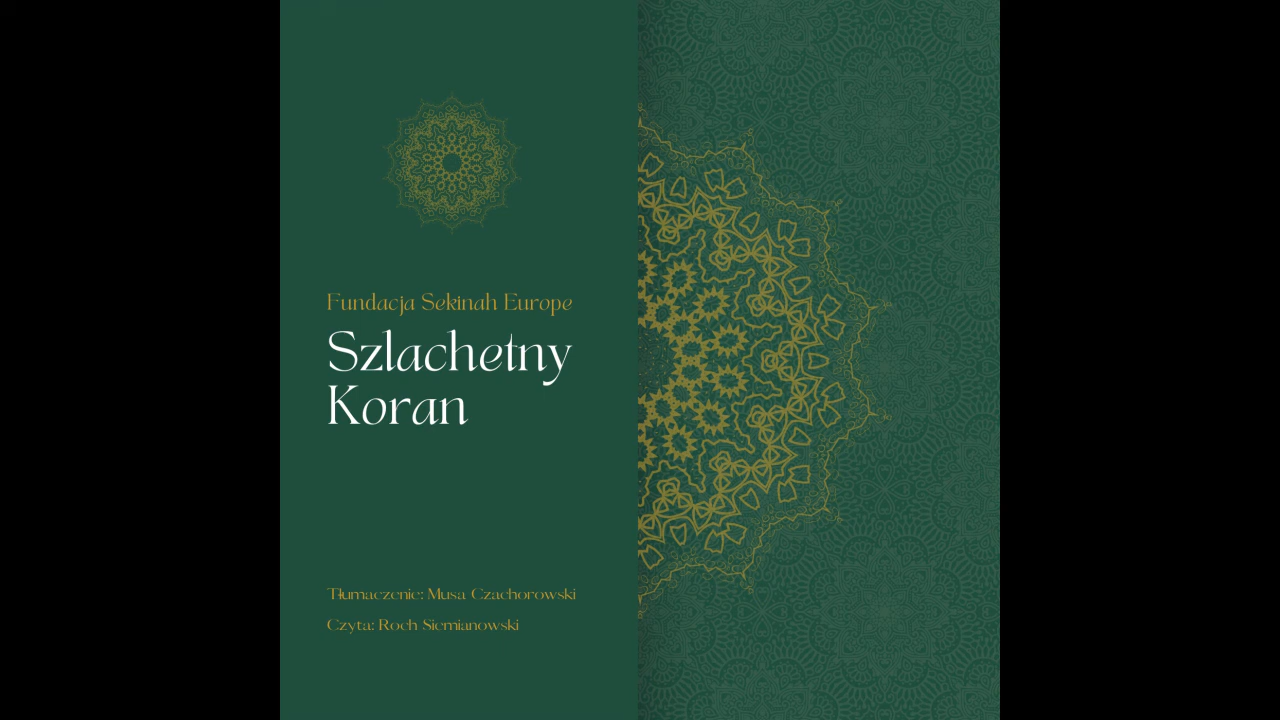 Fundacja Sekinah Europe
Szlachetny
Koran
Tłumaczenie: Musa Czachorowski
Czyta: Roch Siemianowski